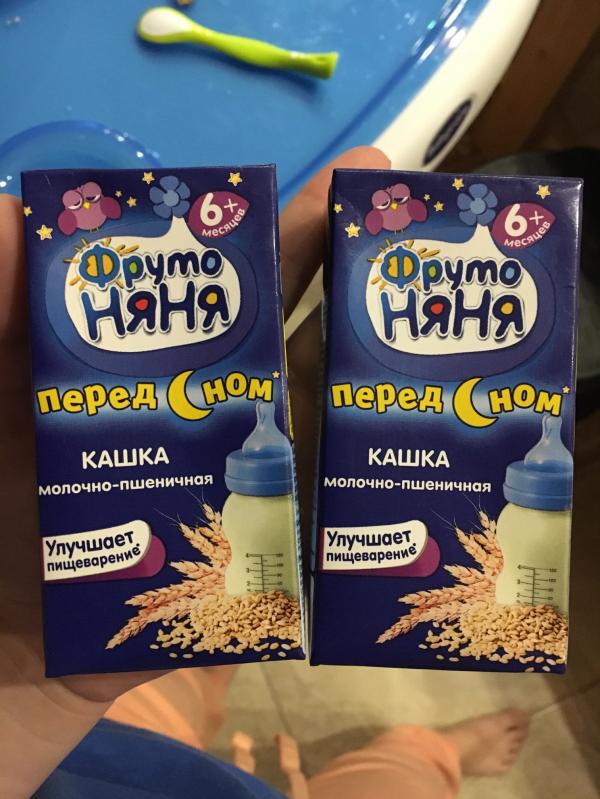 6+
месяцев
Фруто
НЯНЯ
перед Сном*
КАШКА
молочно-пшеничная
Улучшает
пищеварение*
6+
месяцев
Фруто
НЯНЯ
перед Сном*
КАШКА
молочно-пшеничная
Улучшает
пищеварение*